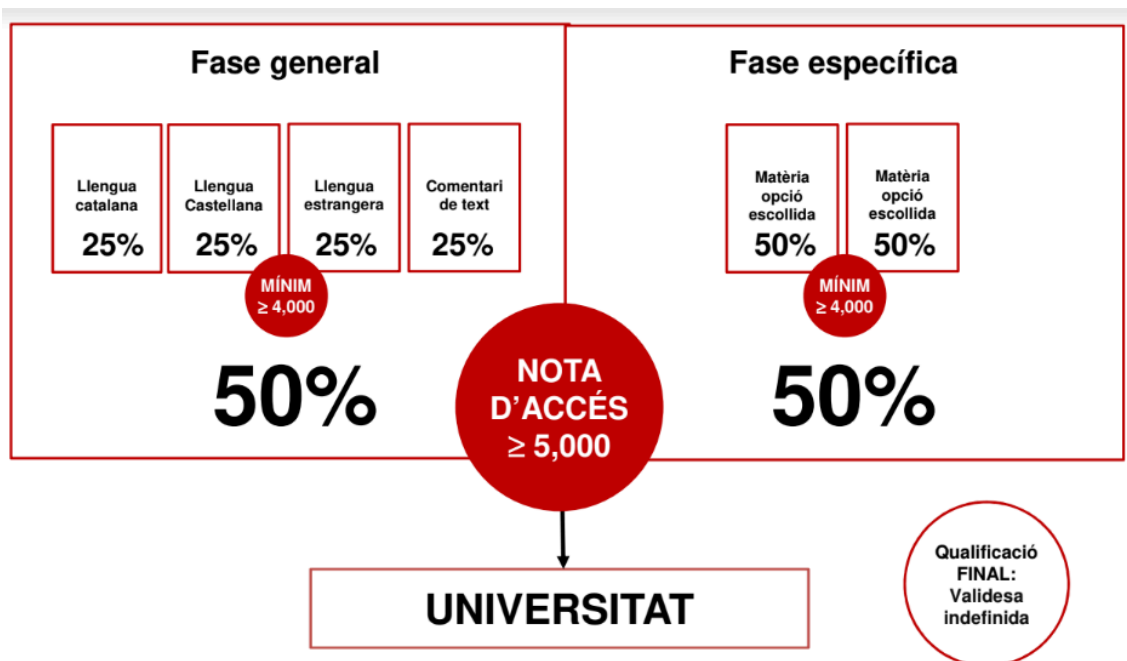 Fase general
Llengua
catalana
25%
Llengua
Castellana
25%
Llengua
estrangera
25%
Comentari
de text
25%
MÍNIM
≥ 4,000
50%
Fase específica
Matèria
opció
escollida
50%
Matèria
opció
escollida
50%
MÍNIM
≥ 4,000
50%
NOTA
D’ACCÉS
≥ 5,000
UNIVERSITAT
Qualificació
FINAL:
Validesa
indefinida